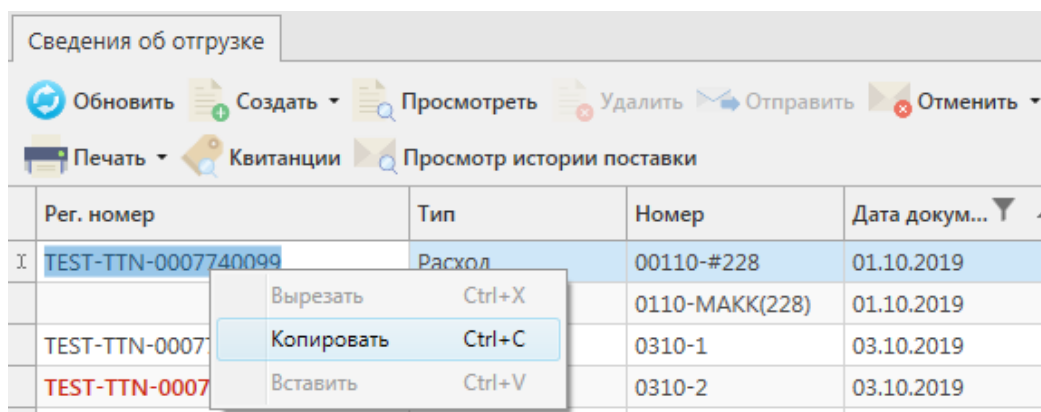 Сведения об отгрузке
Обновить Создать Просмотреть Удалить Отправить Отменить
Печать Квитанции Просмотр истории поставки
Рег. номер Тип Номер Дата докум...
TEST-TTN-0007740099 Расход 00110-#228 01.10.2019
Вырезать Ctrl+X 0110-МАКК(228) 01.10.2019
TEST-TTN-0007 Копировать Ctrl+C 0310-1 03.10.2019
TEST-TTN-0007 Вставить Ctrl+V 0310-2 03.10.2019